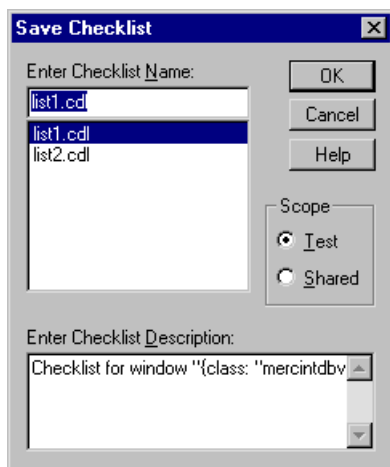 Save Checklist
Enter Checklist Name:
list1.cdl
list1.cdl
list2.cdl
OK
Cancel
Help
Scope
Test
Shared
Enter Checklist Description:
Checklist for window "{class: "mercintdbv